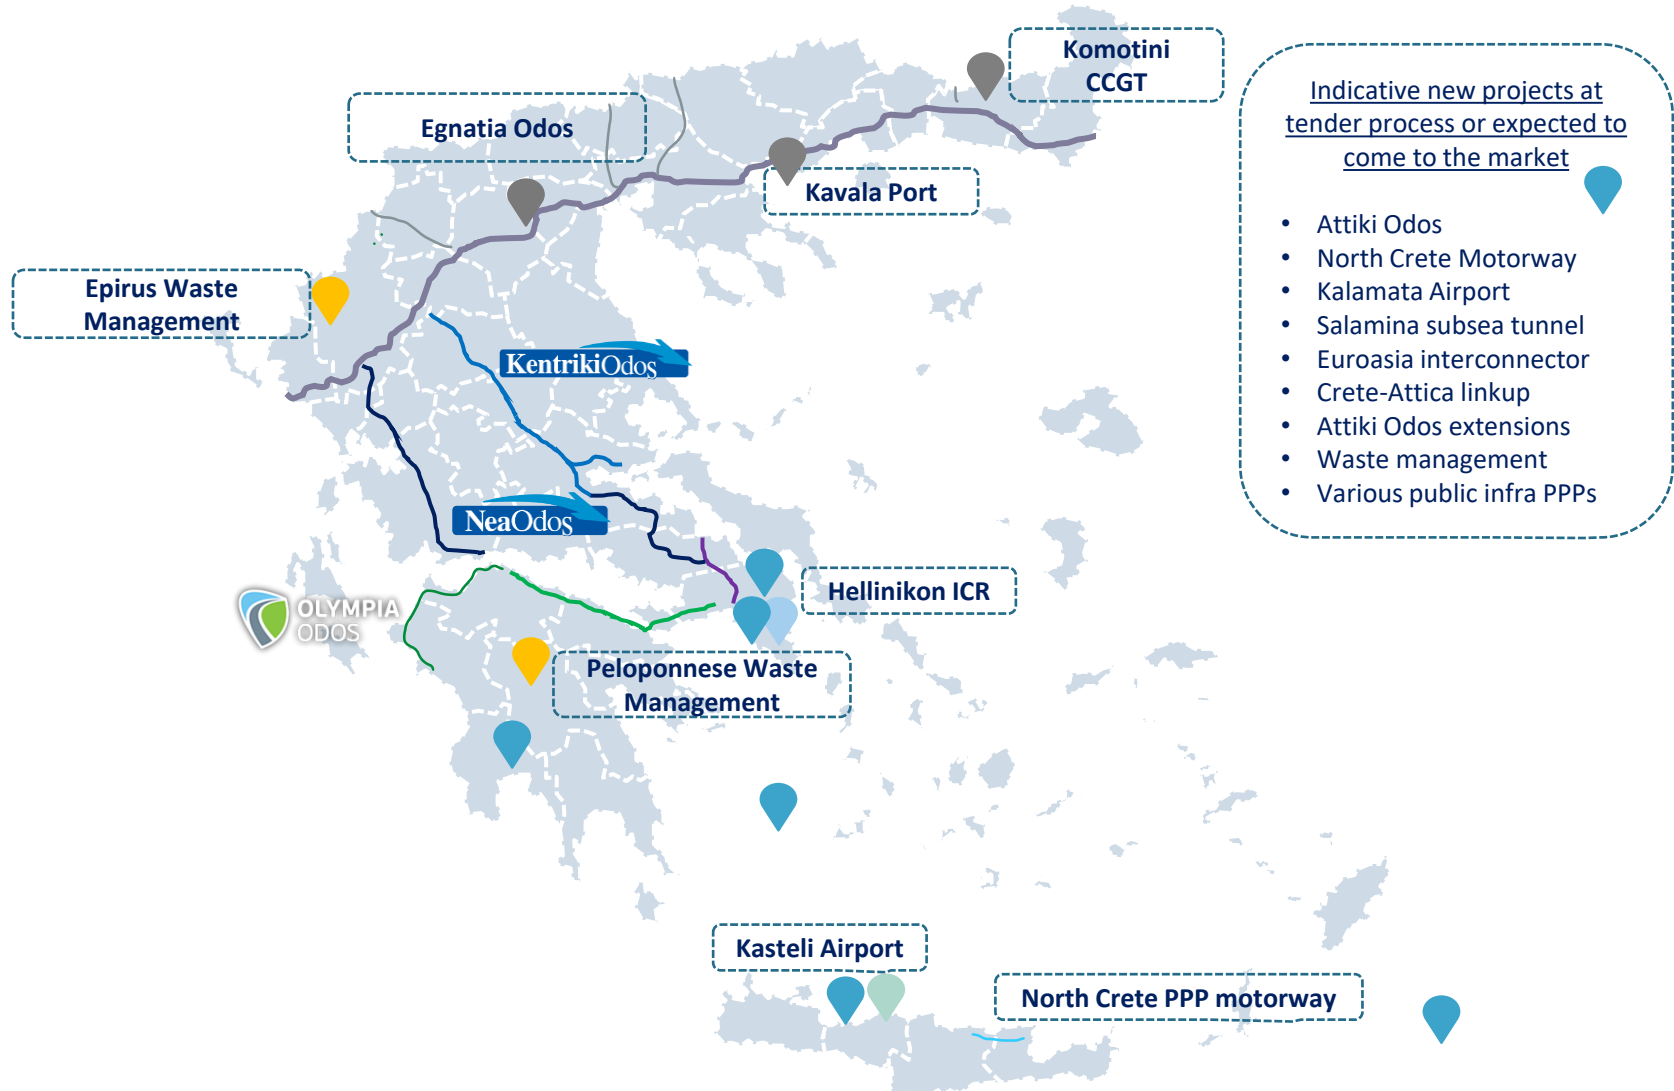 Komotini
CCGT
Egnatia Odos
Kavala Port
Epirus Waste
Management
KentrikiOdos
NeaOdos
OLYMPIA
ODOS
Hellinikon ICR
Peloponnese Waste
Management
Kasteli Airport
North Crete PPP motorway
Indicative new projects at
tender process or expected to
come to the market
• Attiki Odos
• North Crete Motorway
• Kalamata Airport
• Salamina subsea tunnel
• Euroasia interconnector
• Crete-Attica linkup
• Attiki Odos extensions
• Waste management
• Various public infra PPPs